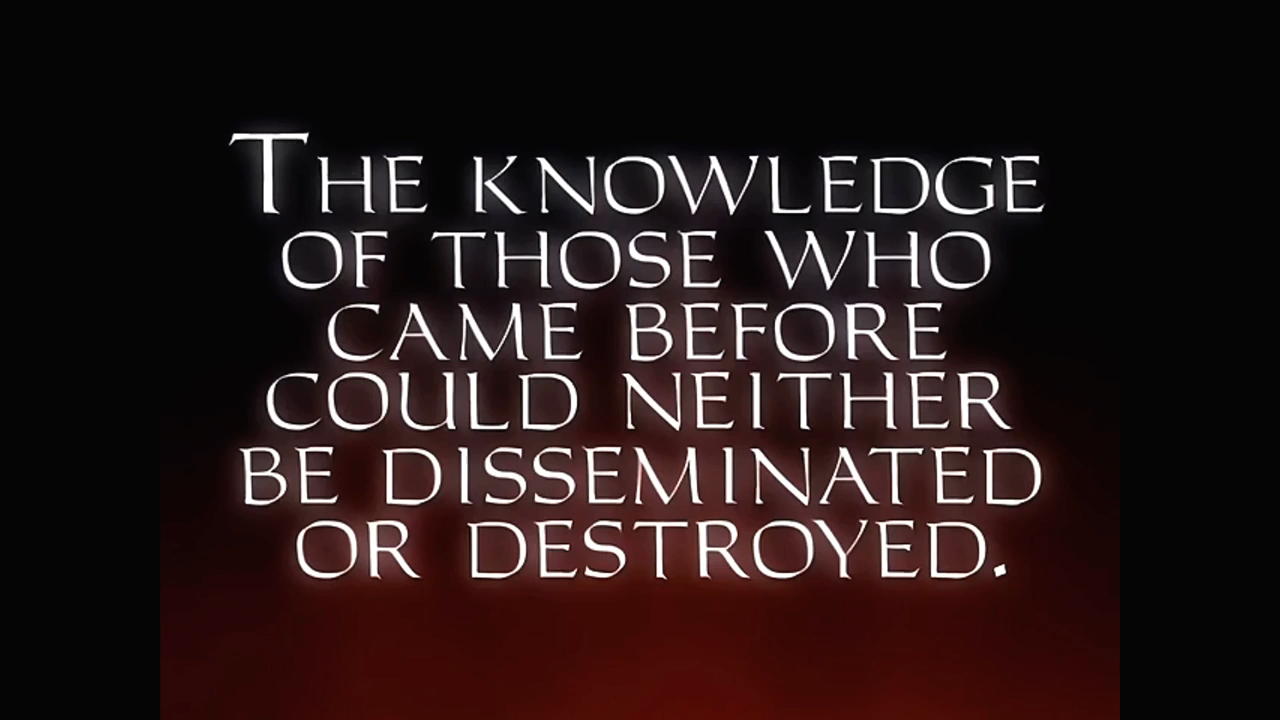 THE KNOWLEDGE
OF THOSE WHO
CAME BEFORE
COULD NEITHER
BE DISSEMINATED
OR DESTROYED.